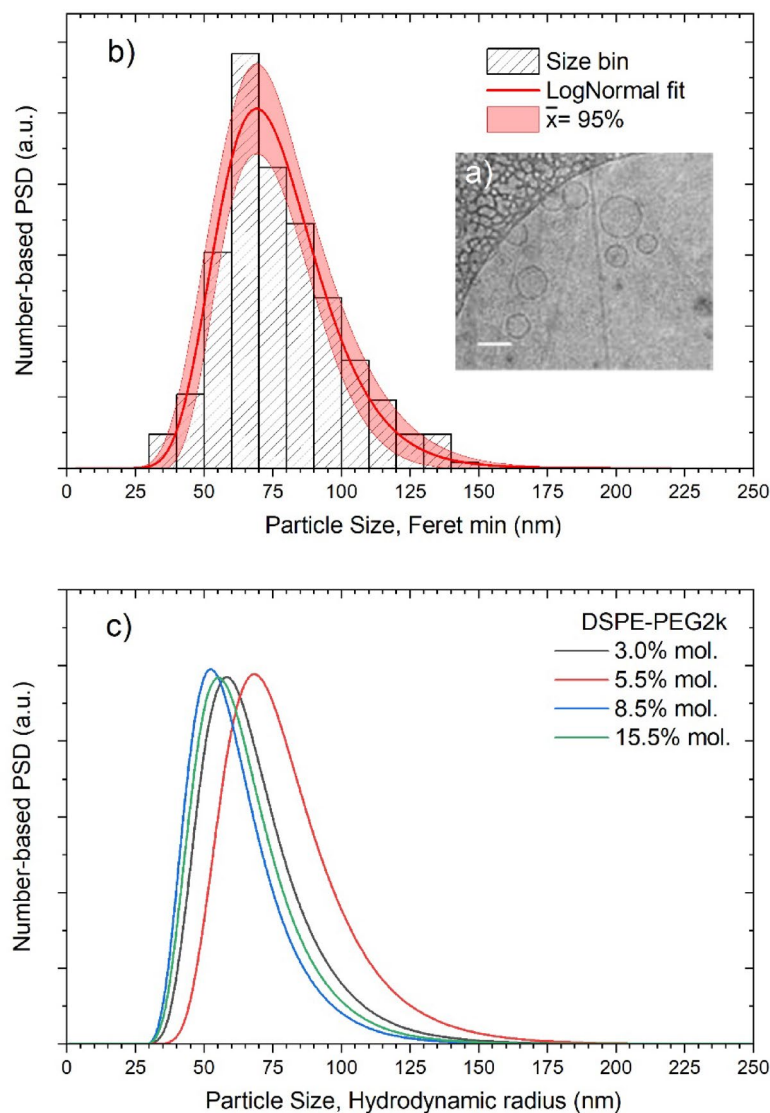 b)
Size bin
LogNormal fit
x̄= 95%
a)
Number-based PSD (a.u.)
0 25 50 75 100 125 150 175 200 225 250
Particle Size, Feret min (nm)
c)
DSPE-PEG2k
3.0% mol.
5.5% mol.
8.5% mol.
15.5% mol.
Number-based PSD (a.u.)
0 25 50 75 100 125 150 175 200 225 250
Particle Size, Hydrodynamic radius (nm)